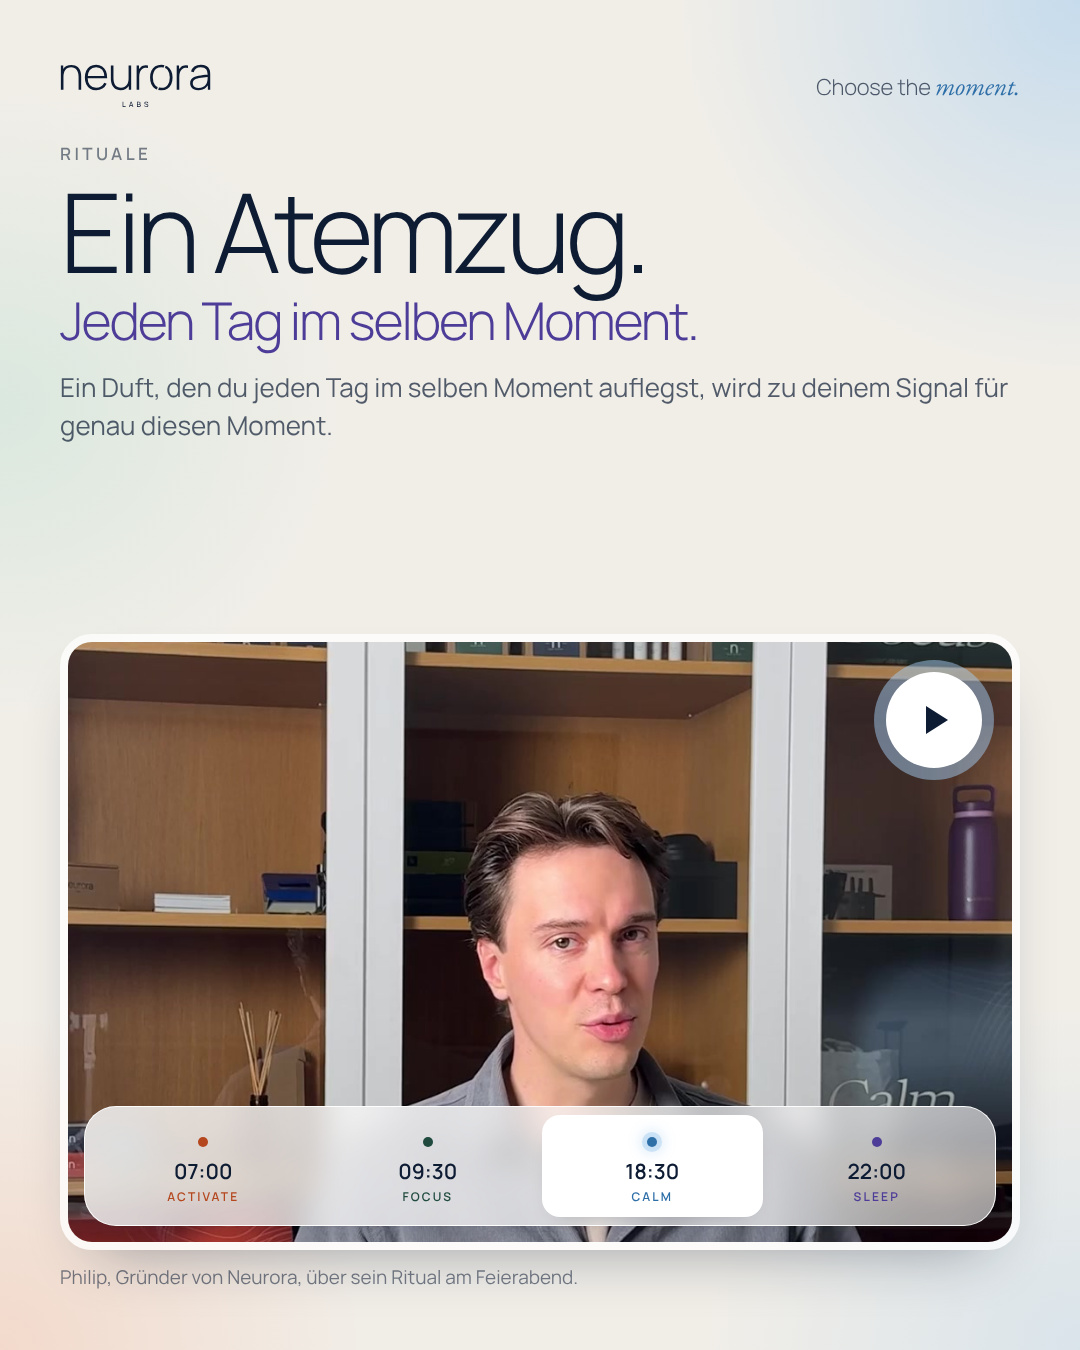 neurora
LABS
Choose the moment.
RITUALE
Ein Atemzug.
Jeden Tag im selben Moment.
Ein Duft, den du jeden Tag im selben Moment auflegst, wird zu deinem Signal für
genau diesen Moment.
Calm
07:00
ACTIVATE
09:30
FOCUS
18:30
CALM
22:00
SLEEP
Philip, Gründer von Neurora, über sein Ritual am Feierabend.